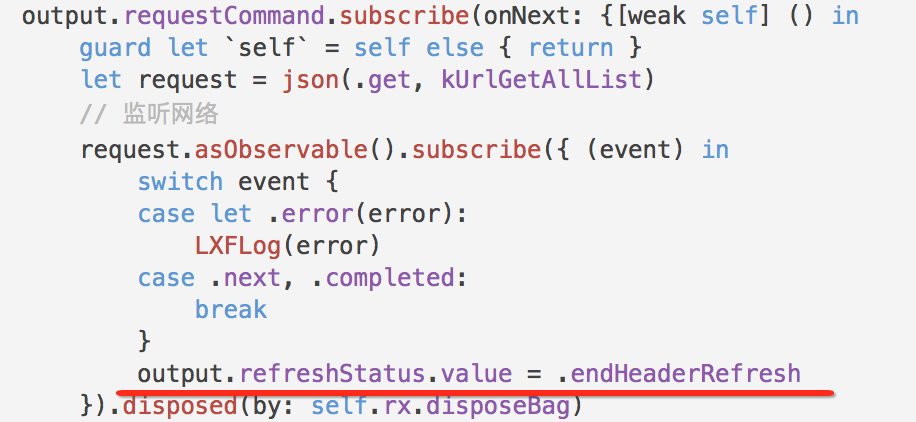 output.requestCommand.subscribe(onNext: {[weak self] () in
    guard let `self` = self else { return }
    let request = json(.get, kUrlGetAllList)
    // 监听网络
    request.asObservable().subscribe({ (event) in
        switch event {
        case let .error(error):
            LXFLog(error)
        case .next, .completed:
            break
        }
        output.refreshStatus.value = .endHeaderRefresh
    }).disposed(by: self.rx.disposeBag)